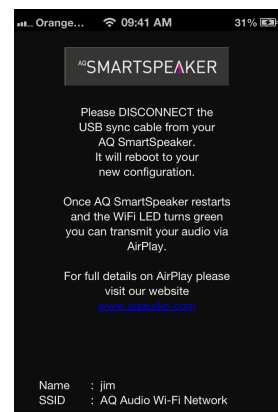 Orange... 09:41 AM 31%
AQ SMARTSPEAKER
Please DISCONNECT the
USB sync cable from your
AQ SmartSpeaker.
It will reboot to your
new configuration.
Once AQ SmartSpeaker restarts
and the WiFi LED turns green
you can transmit your audio via
AirPlay.
For full details on AirPlay please
visit our website
www.aqaudio.com
Name : jim
SSID : AQ Audio Wi-Fi Network